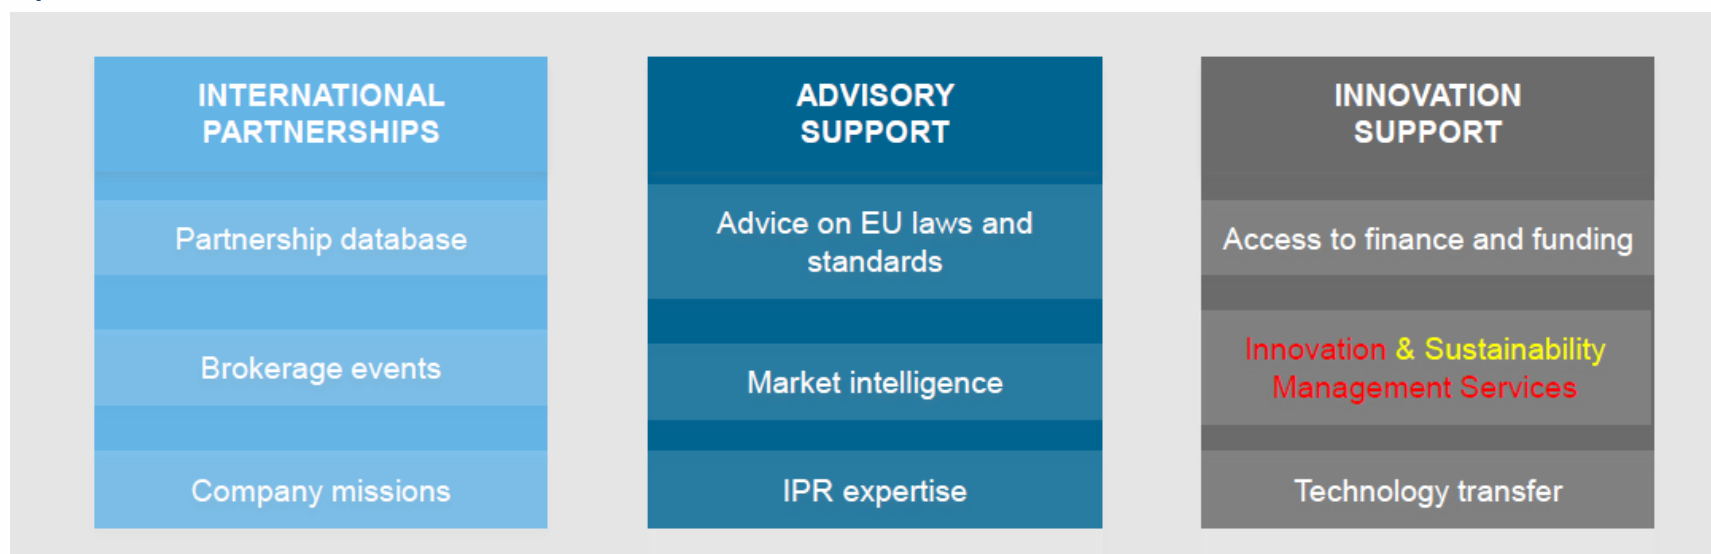 INTERNATIONAL
PARTNERSHIPS
Partnership database
Brokerage events
Company missions
ADVISORY
SUPPORT
Advice on EU laws and
standards
Market intelligence
IPR expertise
INNOVATION
SUPPORT
Access to finance and funding
Innovation & Sustainability
Management Services
Technology transfer